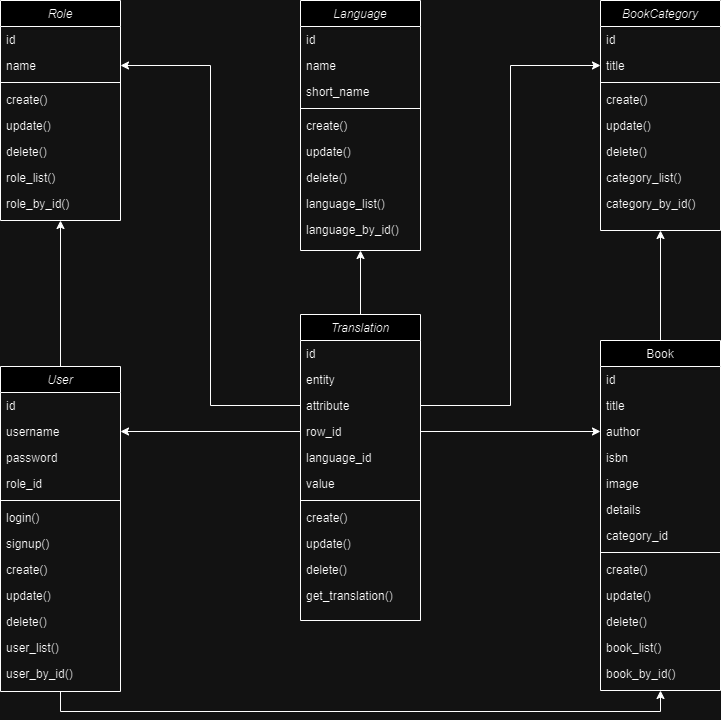 Role
id
name
create()
update()
delete()
role_list()
role_by_id()
Language
id
name
short_name
create()
update()
delete()
language_list()
language_by_id()
BookCategory
id
title
create()
update()
delete()
category_list()
category_by_id()
User
id
username
password
role_id
login()
signup()
create()
update()
delete()
user_list()
user_by_id()
Translation
id
entity
attribute
row_id
language_id
value
create()
update()
delete()
get_translation()
Book
id
title
author
isbn
image
details
category_id
create()
update()
delete()
book_list()
book_by_id()